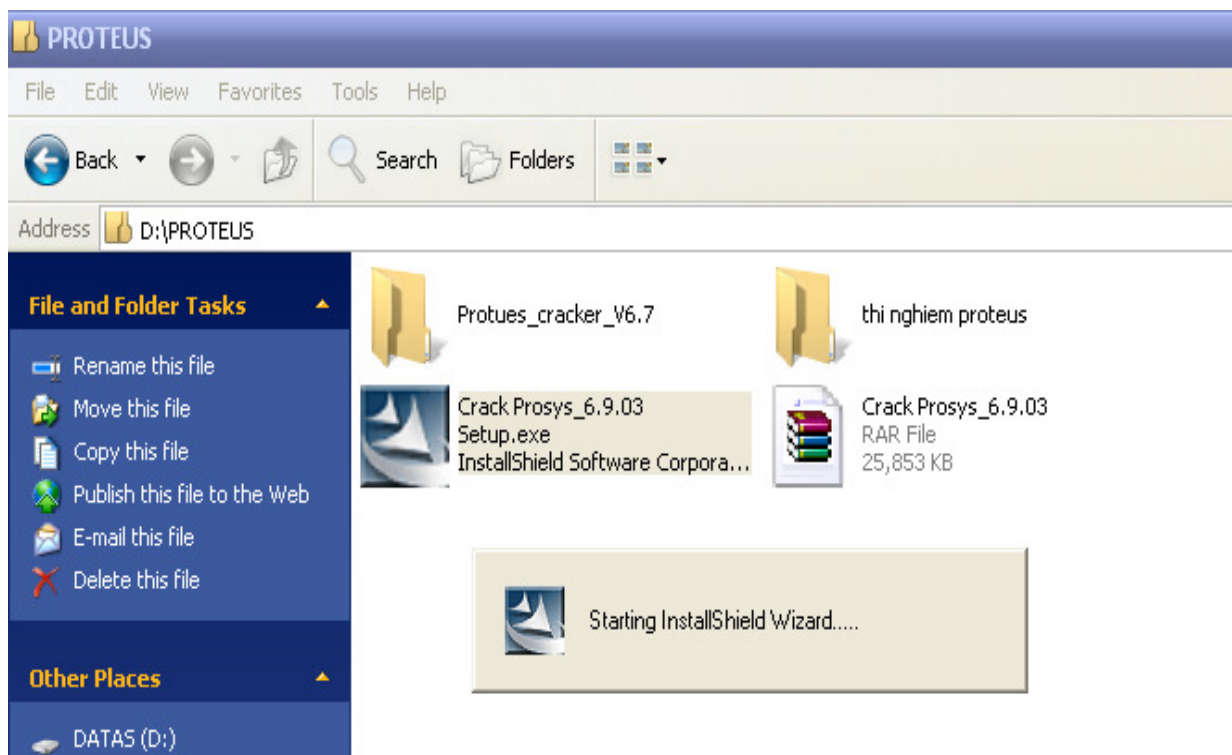 PROTEUS
File Edit View Favorites Tools Help
Back Search Folders
Address D:\PROTEUS
File and Folder Tasks
Rename this file
Move this file
Copy this file
Publish this file to the Web
E-mail this file
Delete this file
Other Places
DATAS (D:)
Protues_cracker_V6.7
thi nghiem proteus
Crack Prosys_6.9.03
Setup.exe
InstallShield Software Corpora...
Crack Prosys_6.9.03
RAR File
25,853 KB
Starting InstallShield Wizard.....